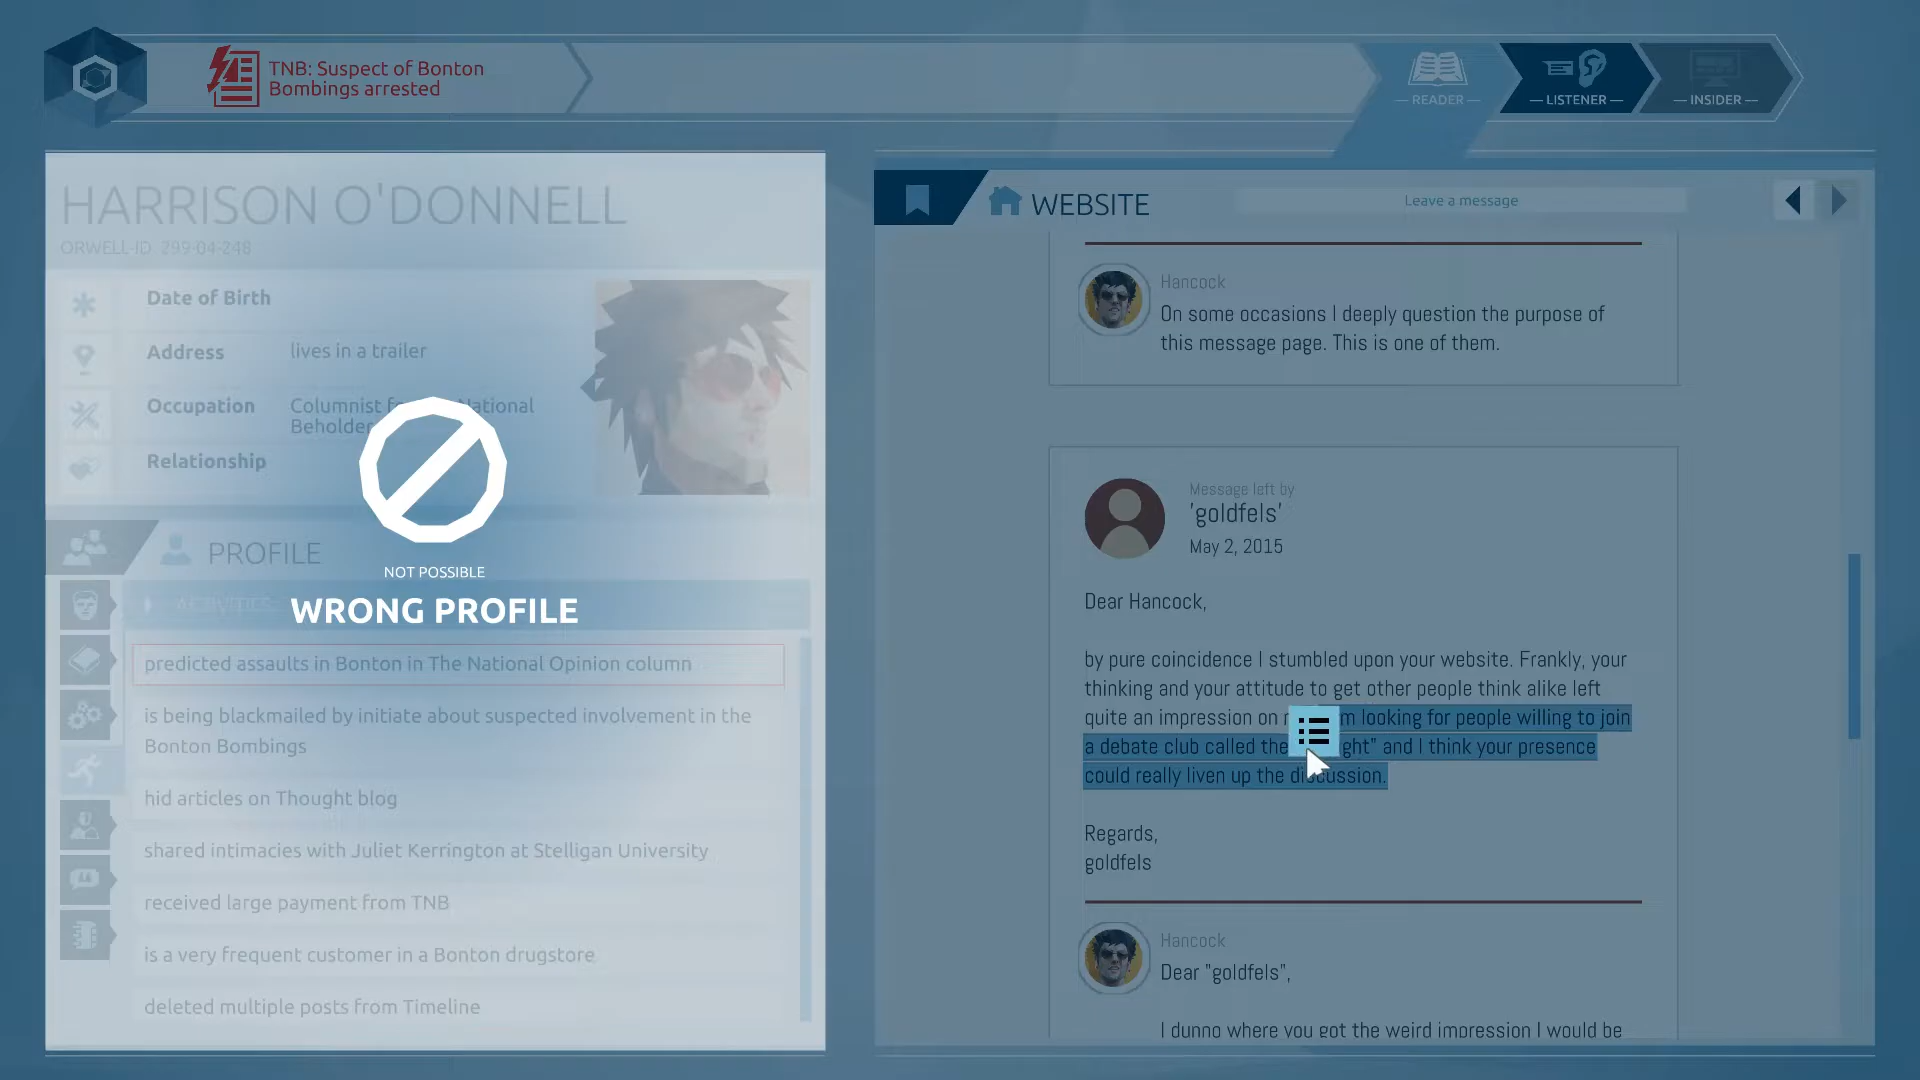 TNB: Suspect of Bonton
Bombings arrested
READER
LISTENER
INSIDER
HARRISON O'DONNELL
ORWELL-ID 299-04-248
Date of Birth
Address lives in a trailer
Occupation Columnist National
Beholder
Relationship
NOT POSSIBLE
WRONG PROFILE
PROFILE
ACTIVITIES
predicted assaults in Bonton in The National Opinion column
is being blackmailed by initiate about suspected involvement in the
Bonton Bombings
hid articles on Thought blog
shared intimacies with Juliet Kerrington at Stelligan University
received large payment from TNB
is a very frequent customer in a Bonton drugstore
deleted multiple posts from Timeline
WEBSITE
Leave a message
Hancock
On some occasions I deeply question the purpose of
this message page. This is one of them.
Message left by
'goldfels'
May 2, 2015
Dear Hancock,
by pure coincidence I stumbled upon your website. Frankly, your
thinking and your attitude to get other people think alike left
quite an impression on looking for people willing to join
a debate club called the and I think your presence
could really liven up the discussion.
Regards,
goldfels
Hancock
Dear "goldfels",
I dunno where you got the weird impression I would be